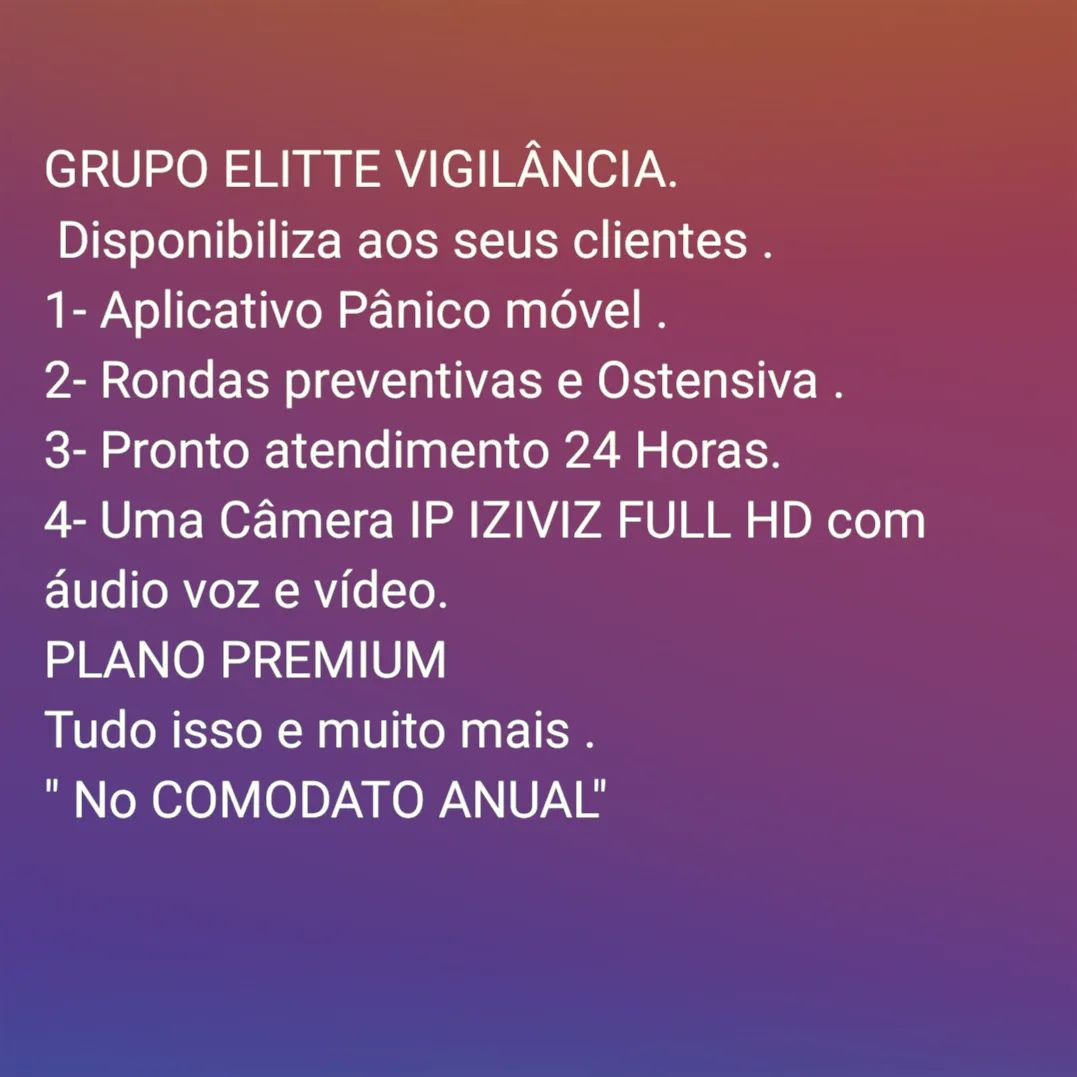 GRUPO ELITTE VIGILÂNCIA.
Disponibiliza aos seus clientes .
1- Aplicativo Pânico móvel .
2- Rondas preventivas e Ostensiva .
3- Pronto atendimento 24 Horas.
4- Uma Câmera IP IZIVIZ FULL HD com
áudio voz e vídeo.
PLANO PREMIUM
Tudo isso e muito mais .
" No COMODATO ANUAL"